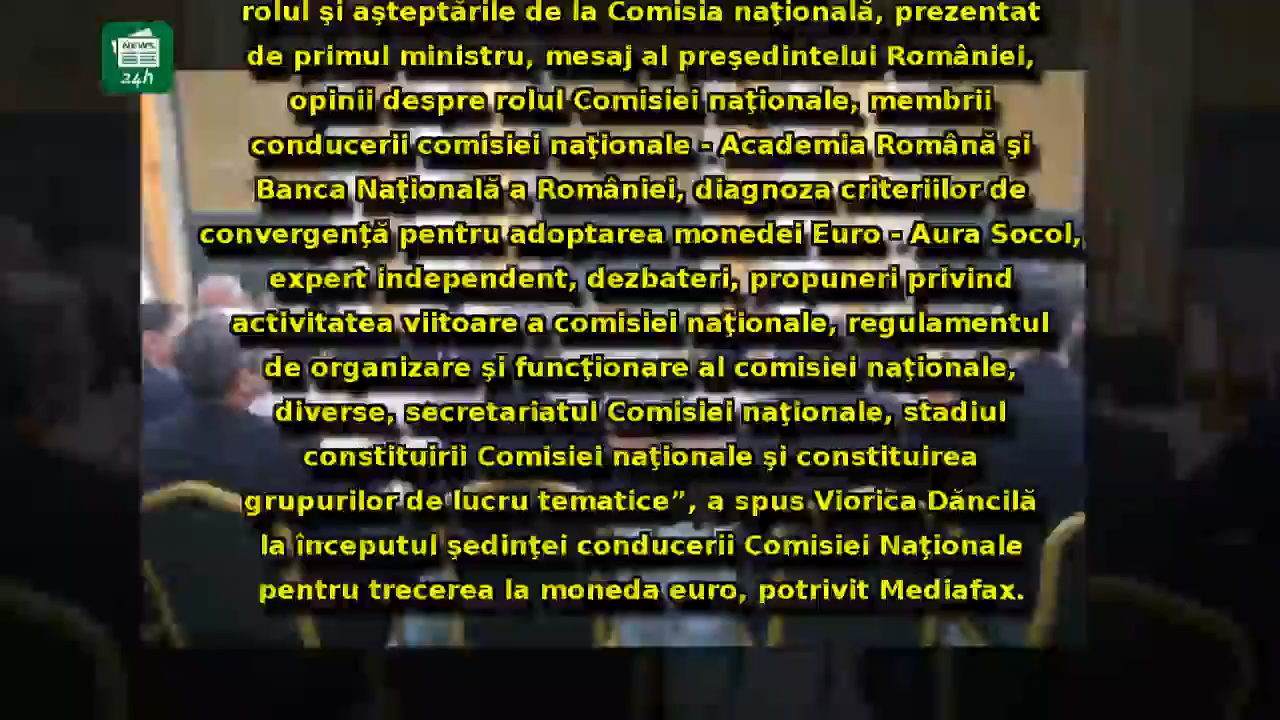 rolul şi aşteptările de la Comisia naţională, prezentat
de primul ministru, mesaj al preşedintelui României,
opinii despre rolul Comisiei naţionale, membrii
conducerii comisiei naţionale - Academia Română şi
Banca Naţională a României, diagnoza criteriilor de
convergenţă pentru adoptarea monedei Euro - Aura Socol,
expert independent, dezbateri, propuneri privind
activitatea viitoare a comisiei naţionale, regulamentul
de organizare şi funcţionare al comisiei naţionale,
diverse, secretariatul Comisiei naţionale, stadiul
constituirii Comisiei naţionale şi constituirea
grupurilor de lucru tematice”, a spus Viorica Dăncilă
la începutul şedinţei conducerii Comisiei Naţionale
pentru trecerea la moneda euro, potrivit Mediafax.
NEWS
24h